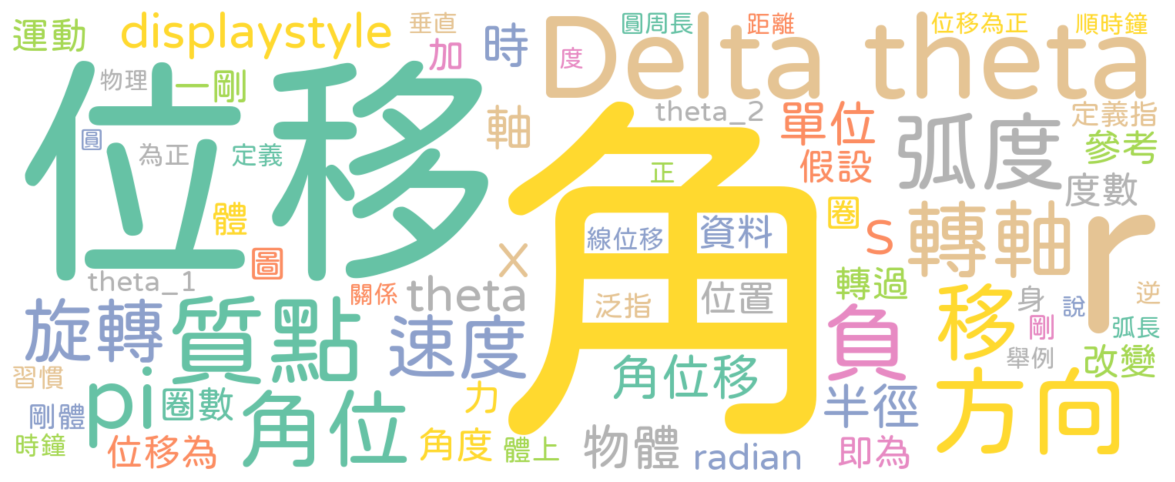 運動
displaystyle
垂直
加
時
度
圓周長
距離
位移為正
順時鐘
Delta theta
物理
一剛
位移
角
軸
theta_2
單位
弧度
定義指
參考
圓
為正
定義
假設
度數
正
體
圖
線位移
資料
圈
s
轉軸
r
x
theta_1
關係
theta
泛指
位置
轉過
移
身
剛
說
逆
弧長
旋轉
質點
速度
負
舉例
改變
習慣
pi
圈數
角位
力
角位移
半徑
方向
剛體
時鐘
位移為
角度
體上
物體
radian
即為